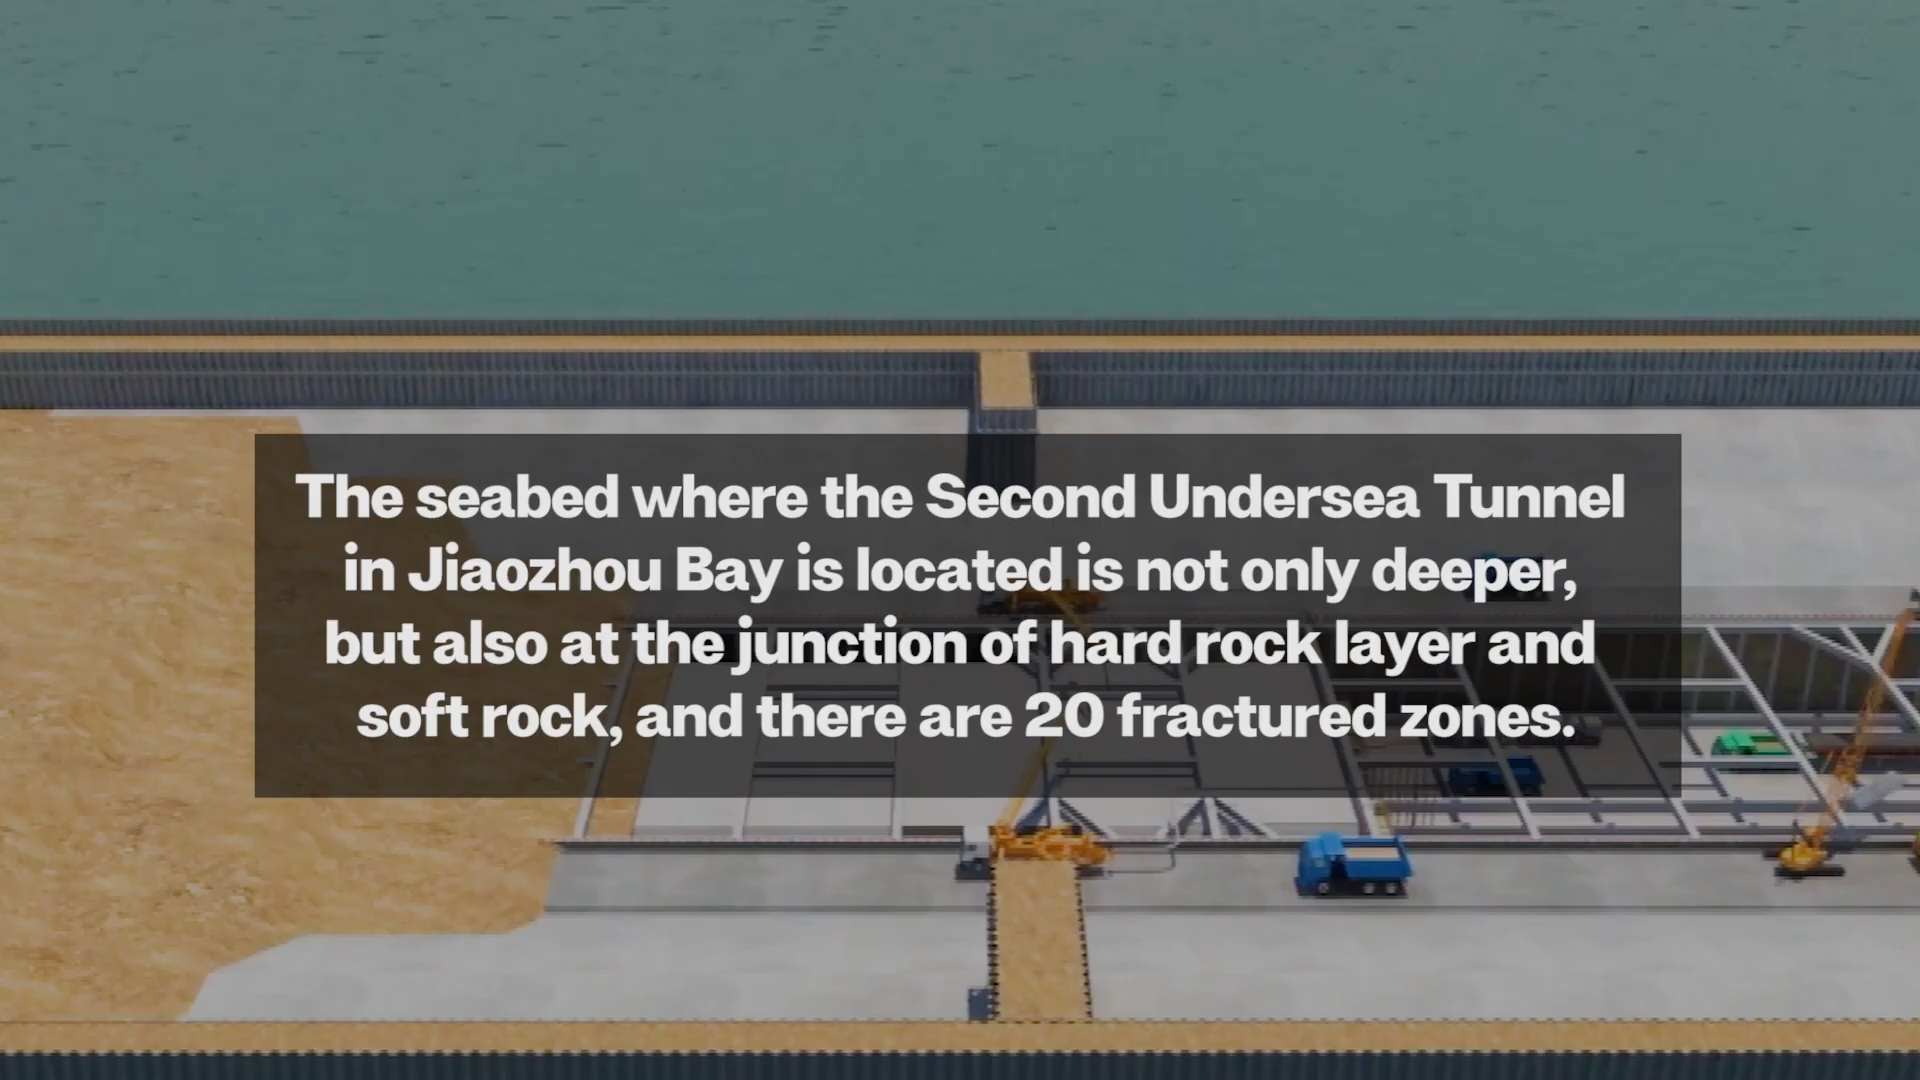 The seabed where the Second Undersea Tunnel
in Jiaozhou Bay is located is not only deeper,
but also at the junction of hard rock layer and
soft rock, and there are 20 fractured zones.